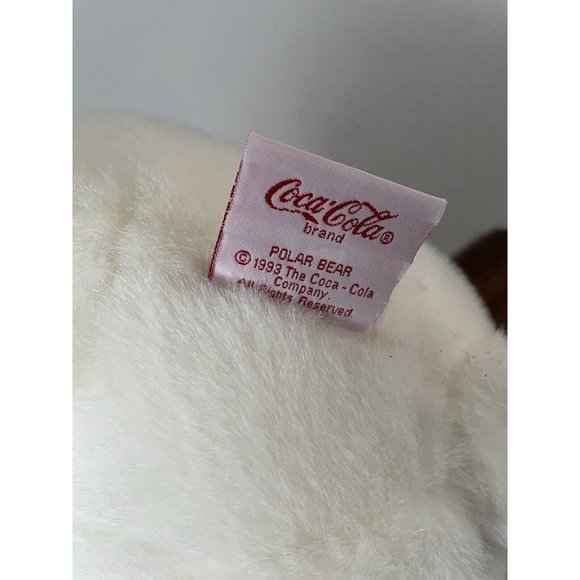 Coca-Cola®
brand
POLAR BEAR
© 1993 The Coca-Cola
Company.
All Rights Reserved.